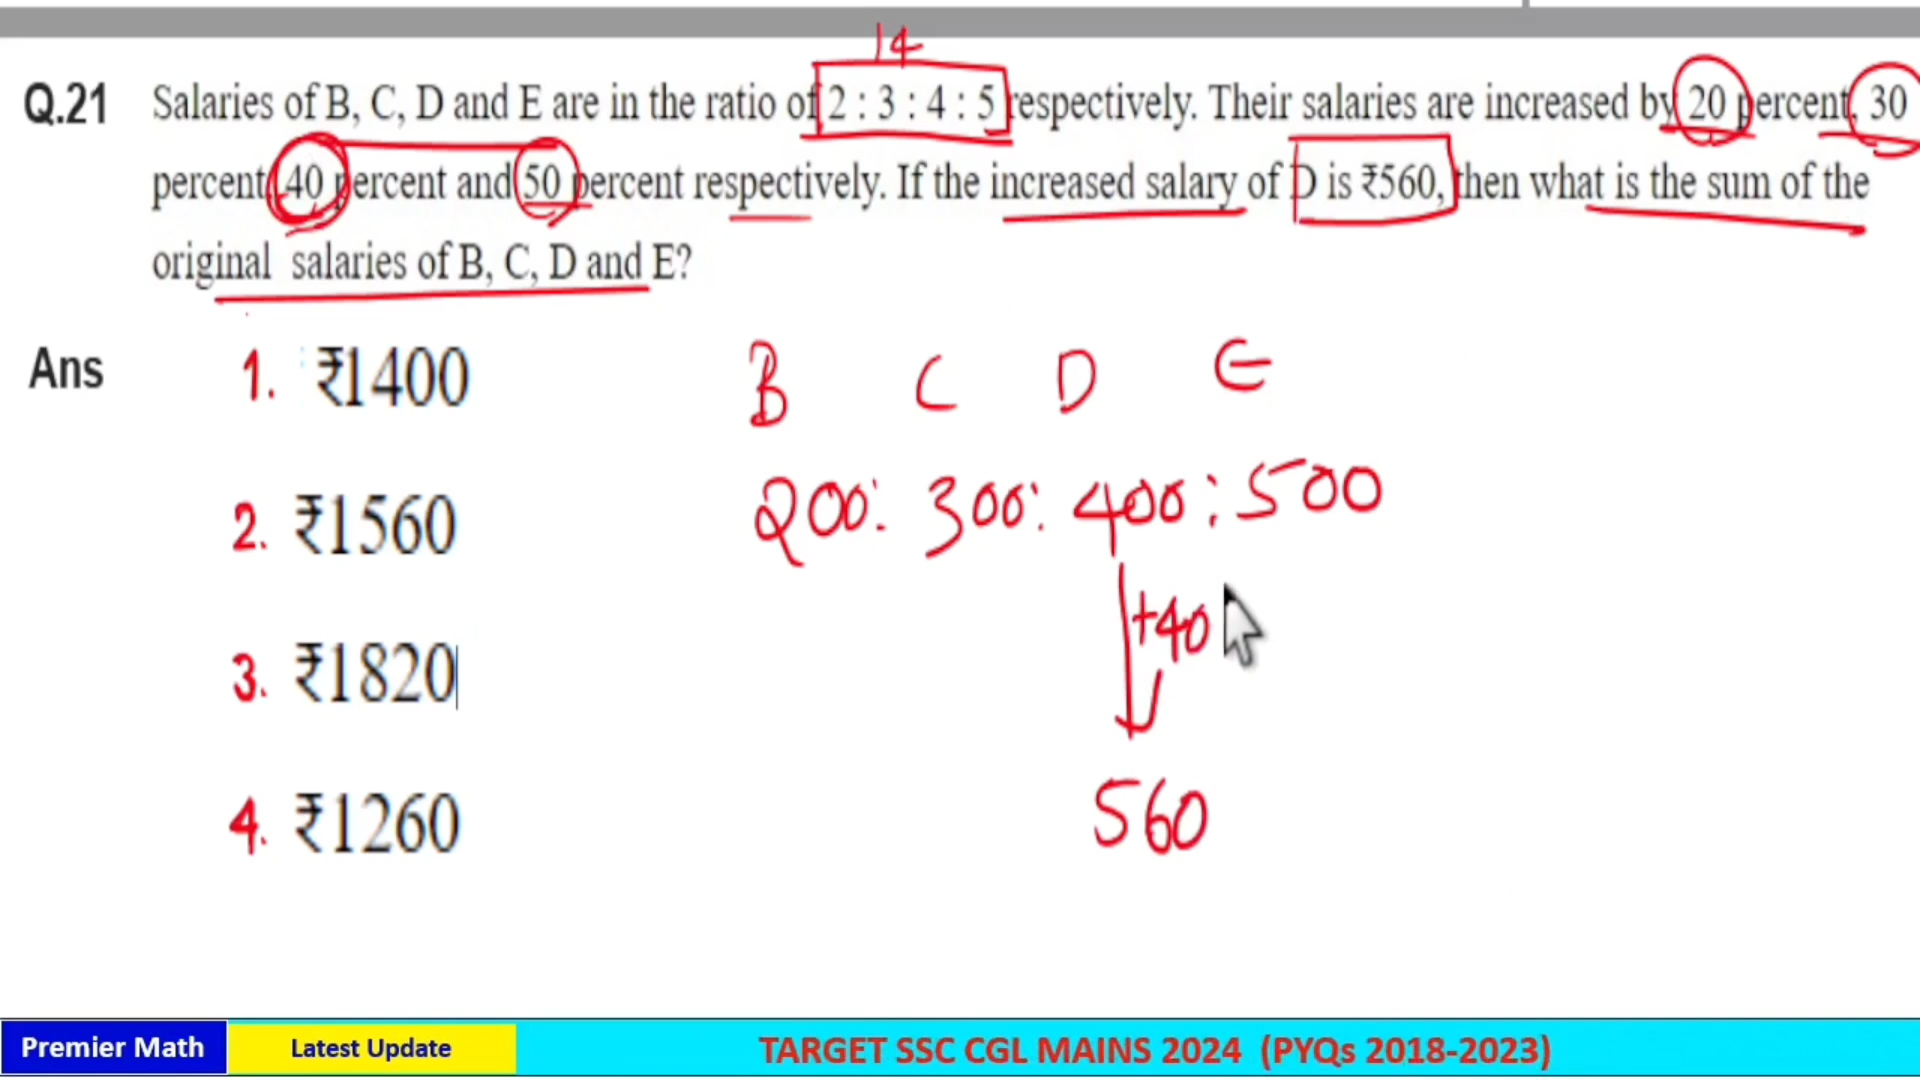 14
Q.21 Salaries of B, C, D and E are in the ratio of 2 : 3 : 4 : 5 respectively. Their salaries are increased by 20 percent, 30
percent, 40 percent and 50 percent respectively. If the increased salary of D is ₹560, then what is the sum of the
original salaries of B, C, D and E?
Ans 1. ₹1400
B C D E
2. ₹1560
200: 300: 400: 500
+40
3. ₹1820
4. ₹1260
560
Premier Math Latest Update TARGET SSC CGL MAINS 2024 (PYQs 2018-2023)